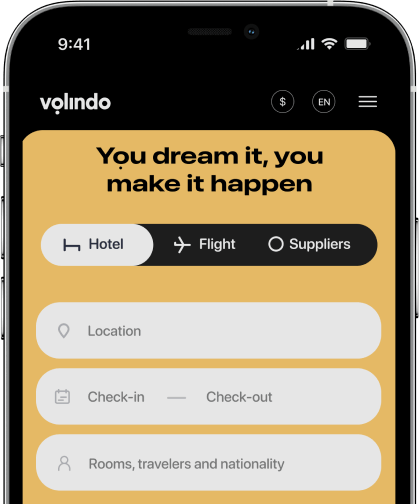 9:41
volindo
$
EN
You dream it, you
make it happen
Hotel
Flight
Suppliers
Location
Check-in — Check-out
Rooms, travelers and nationality